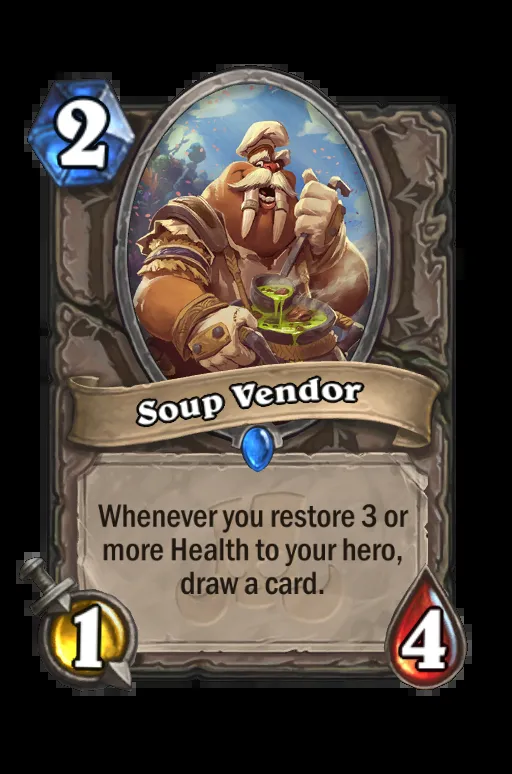 2
Soup Vendor
Whenever you restore 3 or
more Health to your hero,
draw a card.
1
4